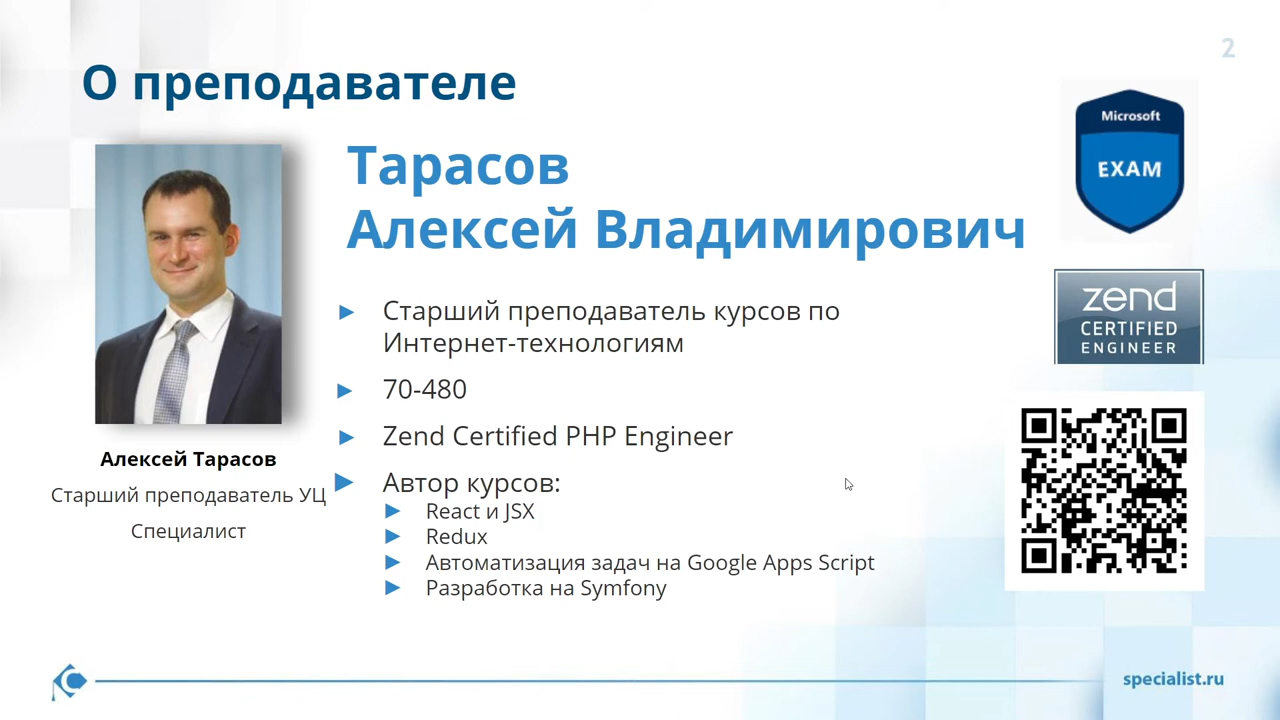 2
О преподавателе
Тарасов
Алексей Владимирович
Старший преподаватель курсов по
Интернет-технологиям
70-480
Zend Certified PHP Engineer
Автор курсов:
React и JSX
Redux
Автоматизация задач на Google Apps Script
Разработка на Symfony
Алексей Тарасов
Старший преподаватель УЦ
Специалист
Microsoft
EXAM
zend
CERTIFIED
ENGINEER
specialist.ru